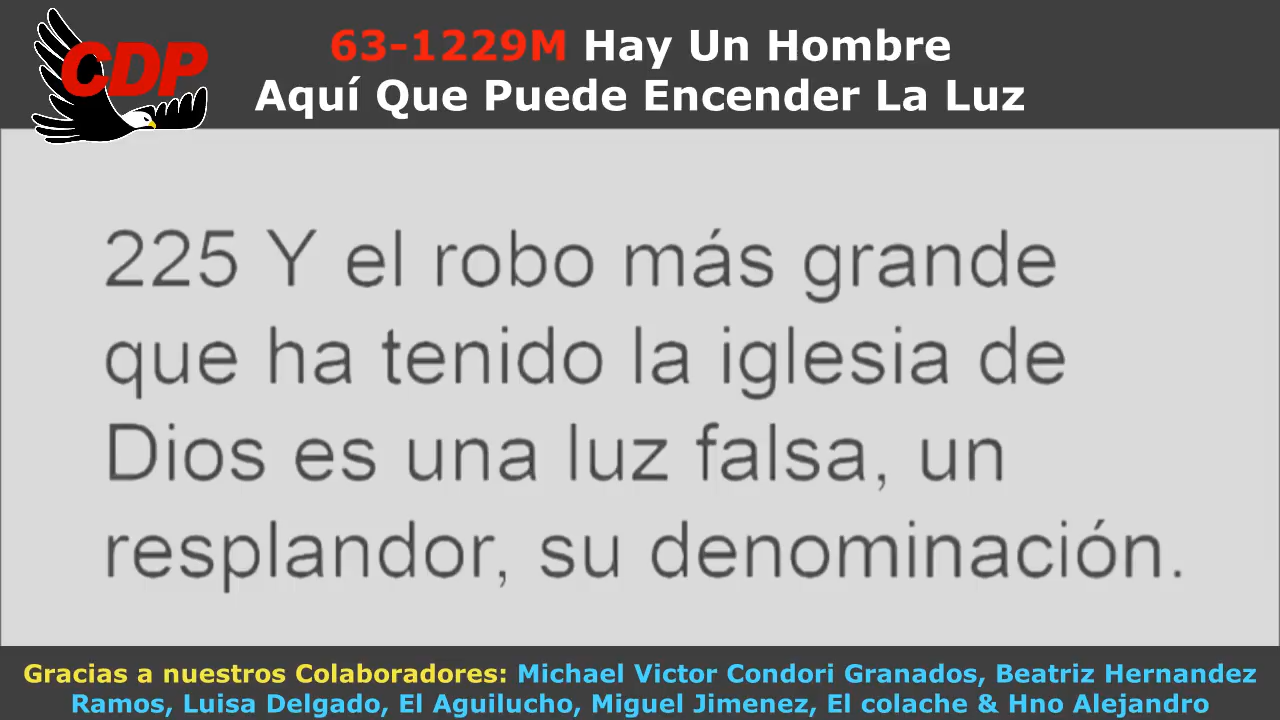 CDP
63-1229M Hay Un Hombre
Aquí Que Puede Encender La Luz
225 Y el robo más grande
que ha tenido la iglesia de
Dios es una luz falsa, un
resplandor, su denominación.
Gracias a nuestros Colaboradores: Michael Victor Condori Granados, Beatriz Hernandez
Ramos, Luisa Delgado, El Aguilucho, Miguel Jimenez, El colache & Hno Alejandro